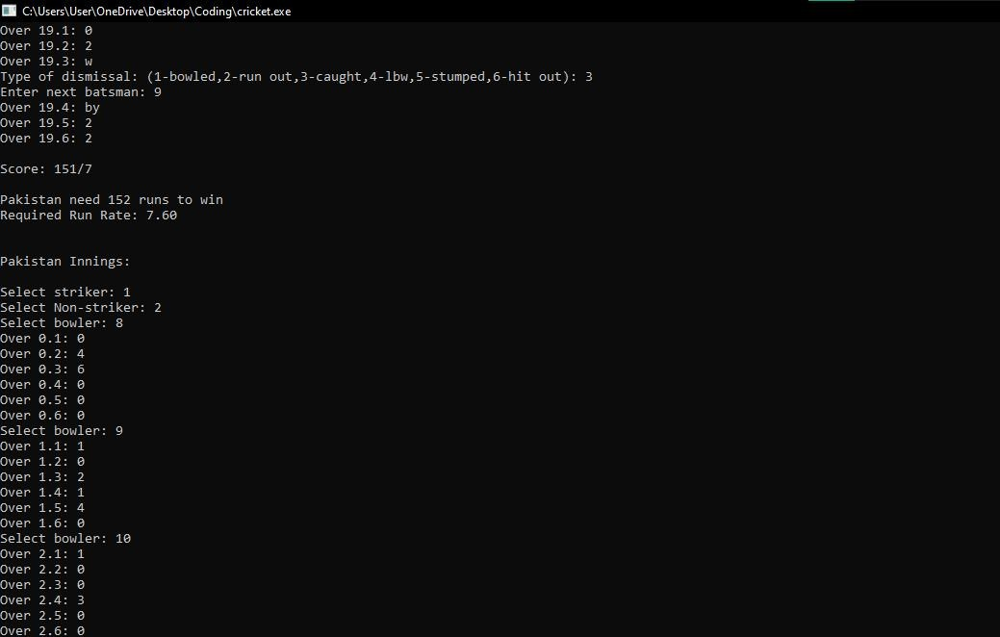 C:\Users\User\OneDrive\Desktop\Coding\cricket.exe
Over 19.1: 0
Over 19.2: 2
Over 19.3: w
Type of dismissal: (1-bowled,2-run out,3-caught,4-lbw,5-stumped,6-hit out): 3
Enter next batsman: 9
Over 19.4: by
Over 19.5: 2
Over 19.6: 2
Score: 151/7
Pakistan need 152 runs to win
Required Run Rate: 7.60
Pakistan Innings:
Select striker: 1
Select Non-striker: 2
Select bowler: 8
Over 0.1: 0
Over 0.2: 4
Over 0.3: 6
Over 0.4: 0
Over 0.5: 0
Over 0.6: 0
Select bowler: 9
Over 1.1: 1
Over 1.2: 0
Over 1.3: 2
Over 1.4: 1
Over 1.5: 4
Over 1.6: 0
Select bowler: 10
Over 2.1: 1
Over 2.2: 0
Over 2.3: 0
Over 2.4: 3
Over 2.5: 0
Over 2.6: 0